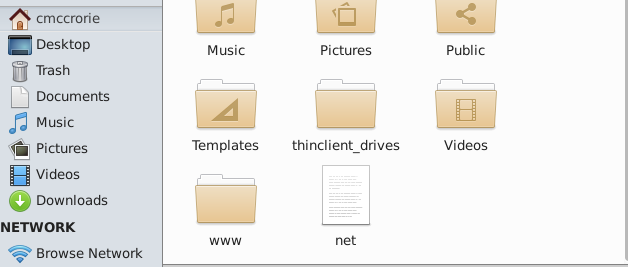 cmccrorie
Desktop
Trash
Documents
Music
Pictures
Videos
Downloads
NETWORK
Browse Network
Music Pictures Public
Templates thinclient_drives Videos
www net